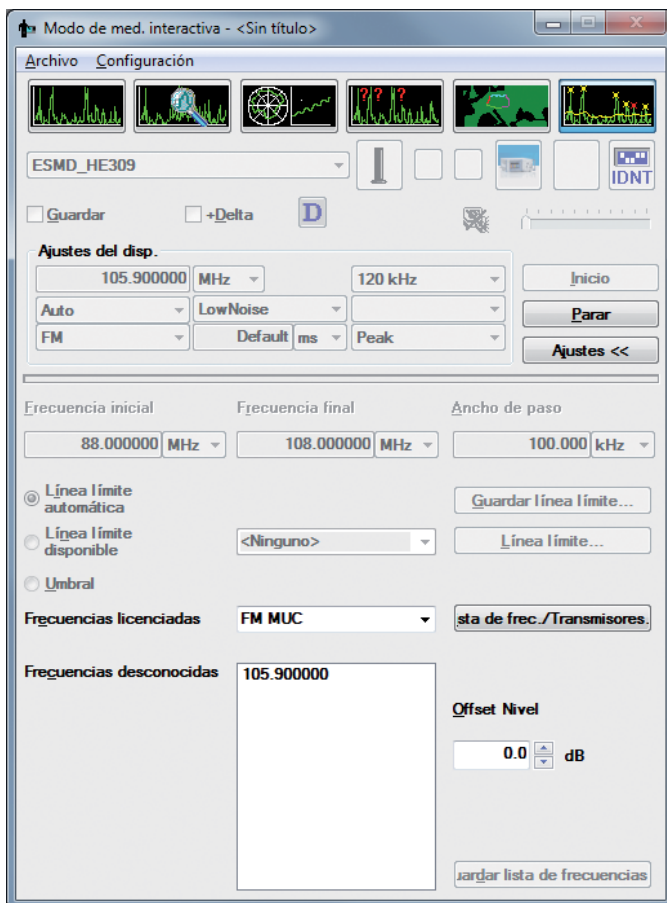 Modo de med. interactiva - <Sin título>
Archivo Configuración
?? ? ?
ESMD_HE309
IDNT
Guardar +Delta D
Ajustes del disp.
105.900000 MHz 120 kHz Inicio
Auto LowNoise Parar
FM Default ms Peak
Ajustes <<
Frecuencia inicial Frecuencia final Ancho de paso
88.000000 MHz 108.000000 MHz 100.000 kHz
Línea límite automática Guardar línea límite...
Línea límite disponible <Ninguno> Línea límite...
Umbral
Frecuencias licenciadas FM MUC sta de frec./Transmisores.
Frecuencias desconocidas 105.900000
Offset Nivel
0.0 dB
uardar lista de frecuencias